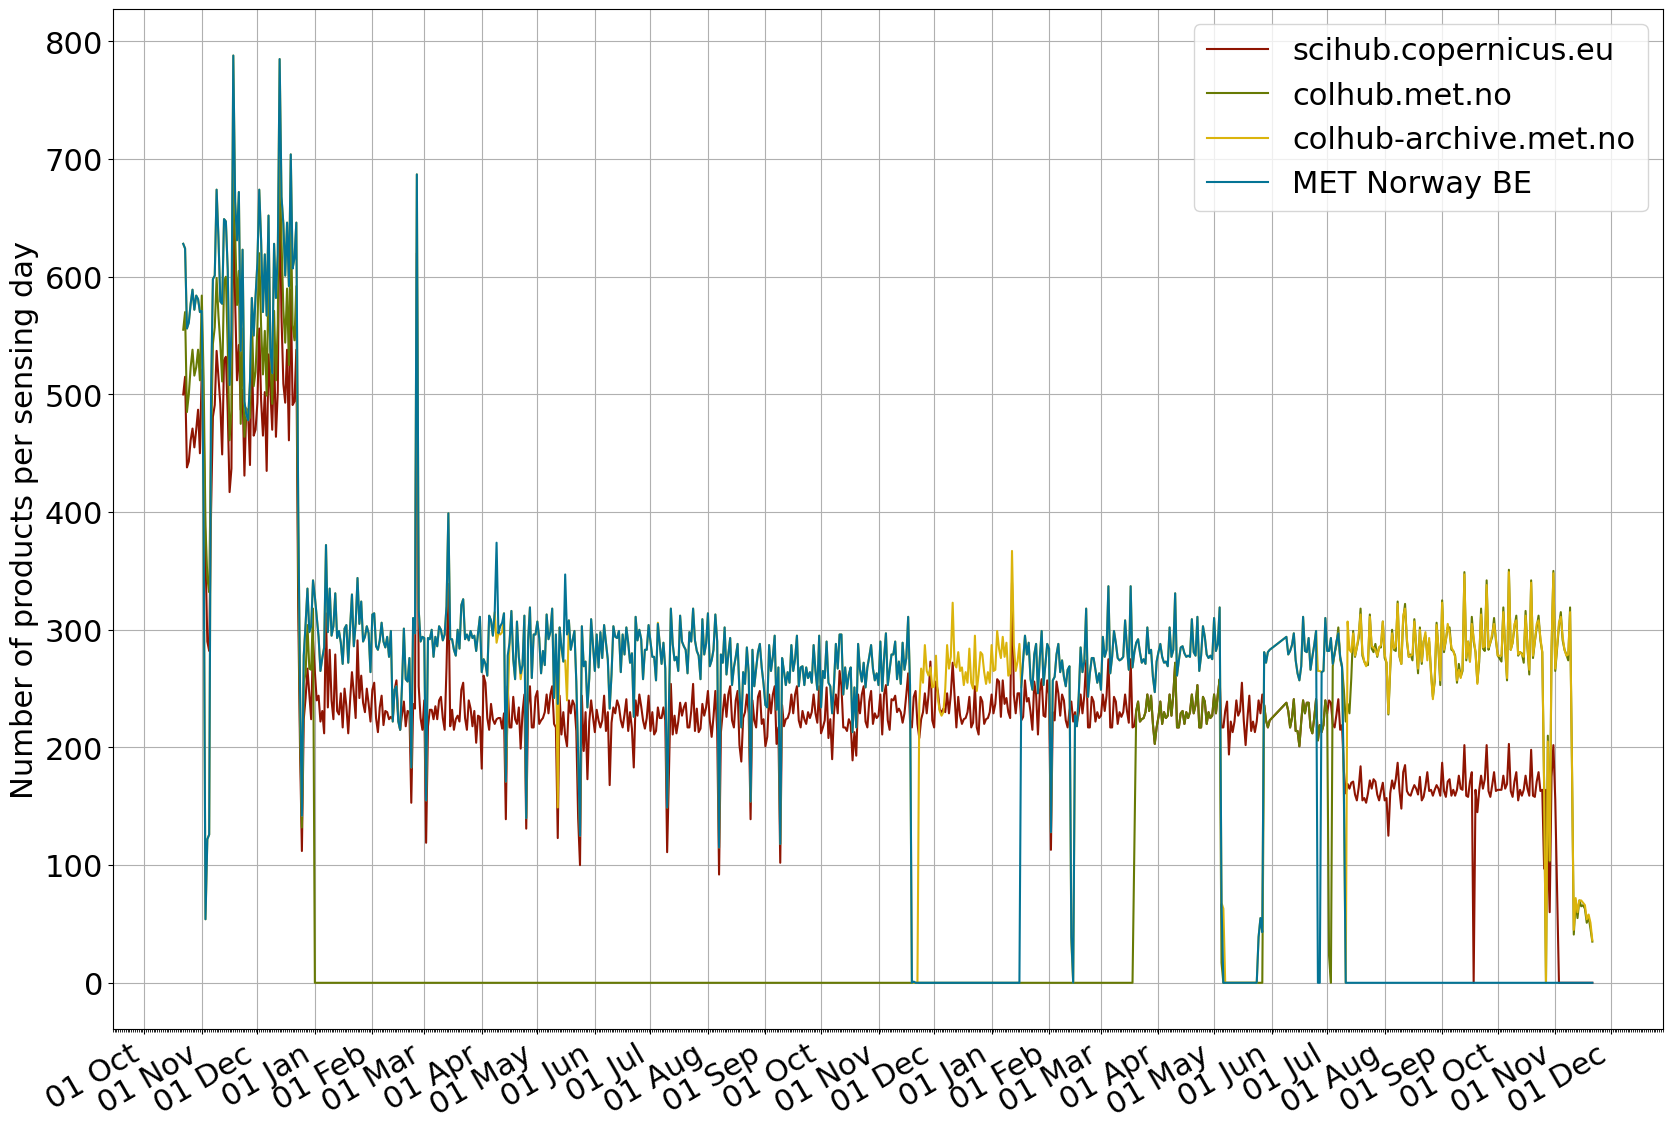 800
700
600
500
400
300
200
100
0
Number of products per sensing day
scihub.copernicus.eu
colhub.met.no
colhub-archive.met.no
MET Norway BE
01 Oct
01 Nov
01 Dec
01 Jan
01 Feb
01 Mar
01 Apr
01 May
01 Jun
01 Jul
01 Aug
01 Sep
01 Oct
01 Nov
01 Dec
01 Jan
01 Feb
01 Mar
01 Apr
01 May
01 Jun
01 Jul
01 Aug
01 Sep
01 Oct
01 Nov
01 Dec